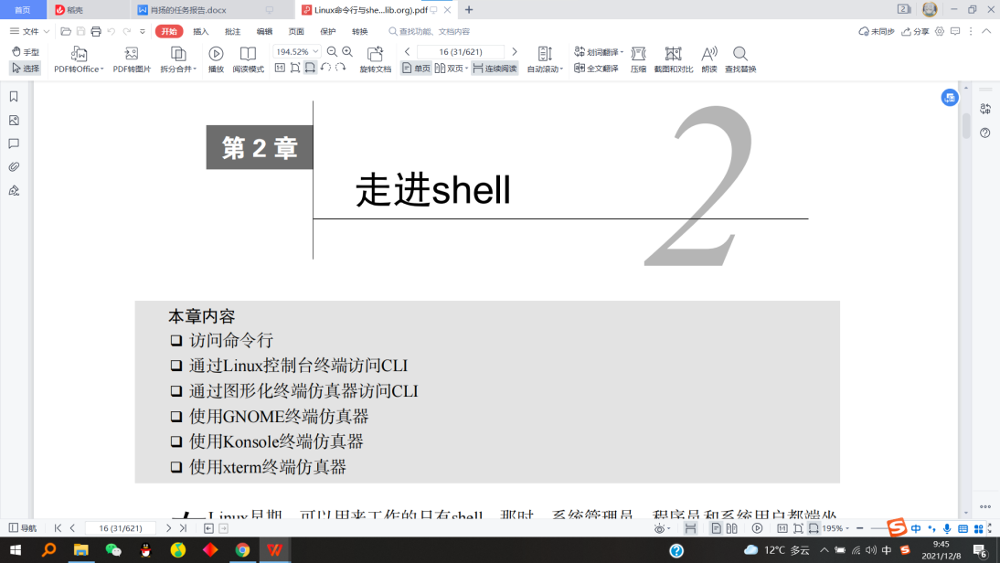 首页 稻壳 肖扬的任务报告.docx Linux命令行与she...lib.org).pdf
文件 开始 插入 批注 编辑 页面 保护 转换 查找功能、文档内容 未同步 分享
手型 194.52% 16 (31/621) 划词翻译
选择 PDF转Office PDF转图片 拆分合并 播放 阅读模式 旋转文档 单页 双页 连续阅读 自动滚动 全文翻译 压缩 截图和对比 朗读 查找替换
第 2 章
2
走进shell
本章内容
访问命令行
通过Linux控制台终端访问CLI
通过图形化终端仿真器访问CLI
使用GNOME终端仿真器
使用Konsole终端仿真器
使用xterm终端仿真器
Linux早期，可以用来工作的只有shell。那时，系统管理员、程序员和系统用户都端坐
导航 16 (31/621) 195% 中
12°C 多云 中 9:45
2021/12/8 6